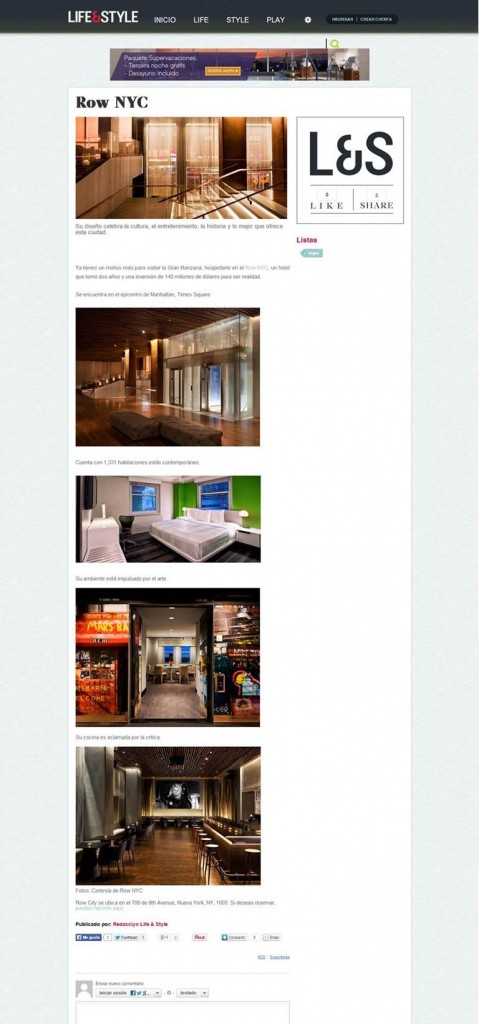 LIFE&STYLE INICIO LIFE STYLE PLAY INGRESAR | CREAR CUENTA
Paquete Supervacaciones:
- Tercera noche gratis
- Desayuno incluido
RESERVE AHORA
Row NYC
L&S
LIKE SHARE
Su diseño celebra la cultura, el entretenimiento, la historia y lo mejor que ofrece
esta ciudad.
Listas
Ya tienes un motivo más para visitar la Gran Manzana: hospedarte en el Row NYC, un hotel
que tomó dos años y una inversión de 140 millones de dólares para ser realidad.
Se encuentra en el epicentro de Manhattan, Times Square.
Cuenta con 1,331 habitaciones estilo contemporáneo.
Su ambiente está impulsado por el arte.
MARS BA
Su cocina es aclamada por la crítica.
Fotos: Cortesía de Row NYC
Row City se ubica en el 700 de 8th Avenue, Nueva York, NY, 1003. Si deseas reservar,
puedes hacerlo aquí.
Publicado por: Redacción Life & Style
Me gusta Twittear 2 Pin it Compartir Email
RSS | Suscribirse
Enviar nuevo comentario
Iniciar sesión - O - Invitado